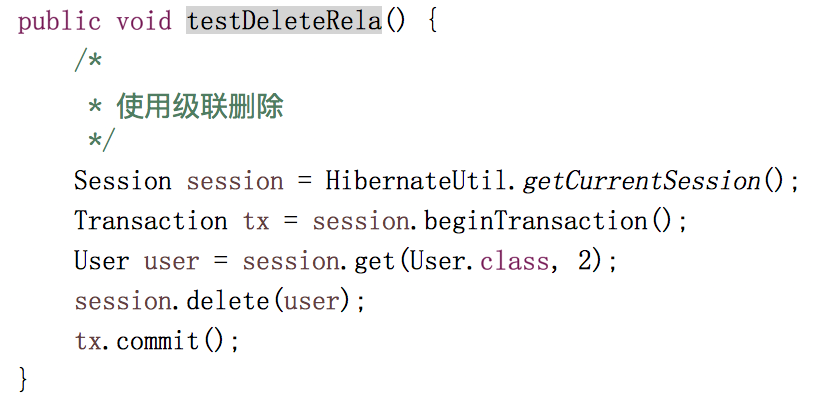 public void testDeleteRela() {
/*
* 使用级联删除
*/
Session session = HibernateUtil.getCurrentSession();
Transaction tx = session.beginTransaction();
User user = session.get(User.class, 2);
session.delete(user);
tx.commit();
}